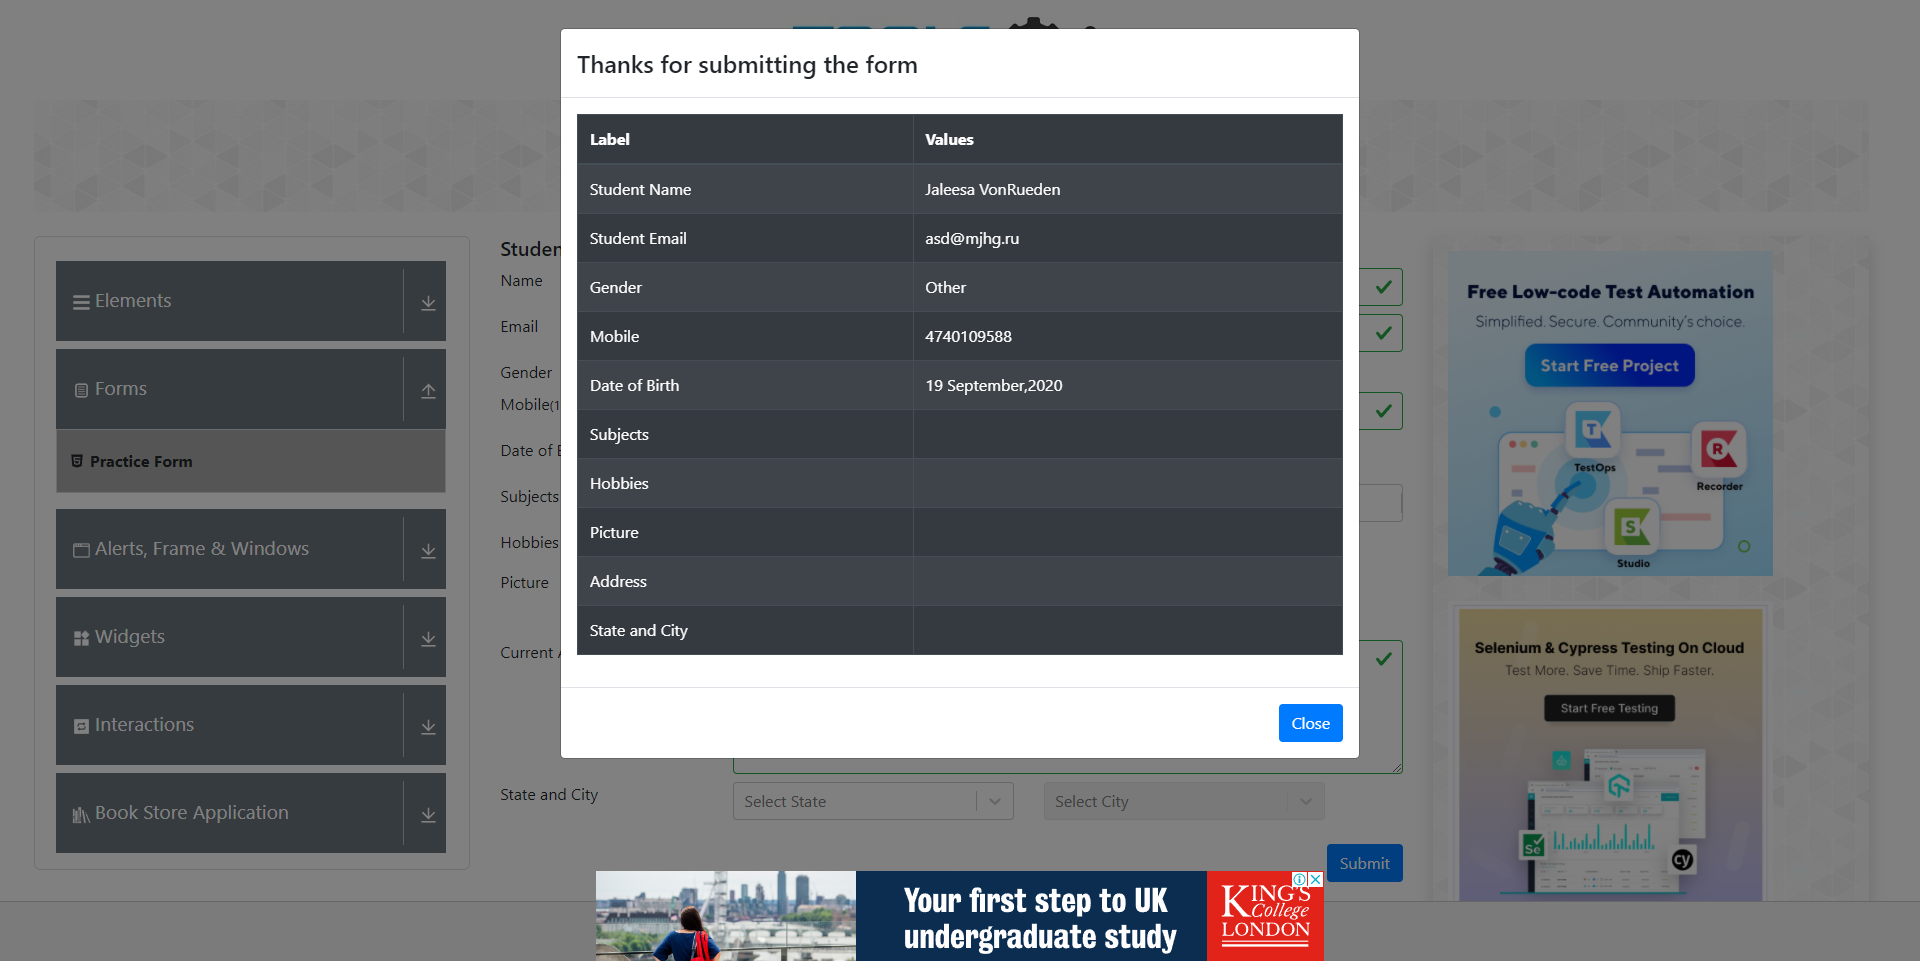 Thanks for submitting the form
Label Values
Student Name Jaleesa VonRueden
Student Email asd@mjhg.ru
Gender Other
Mobile 4740109588
Date of Birth 19 September,2020
Subjects
Hobbies
Picture
Address
State and City
Close
Elements
Forms
Practice Form
Alerts, Frame & Windows
Widgets
Interactions
Book Store Application
Name
Email
Gender
Subjects
Hobbies
Picture
Current
State and City
Select State
Select City
Submit
Free Low-code Test Automation
Simplified. Secure. Community's choice.
Start Free Project
TestOps
Recorder
Studio
Selenium & Cypress Testing On Cloud
Test More. Save Time. Ship Faster.
Start Free Testing
Se
cy
Your first step to UK
undergraduate study
KING'S
College
LONDON